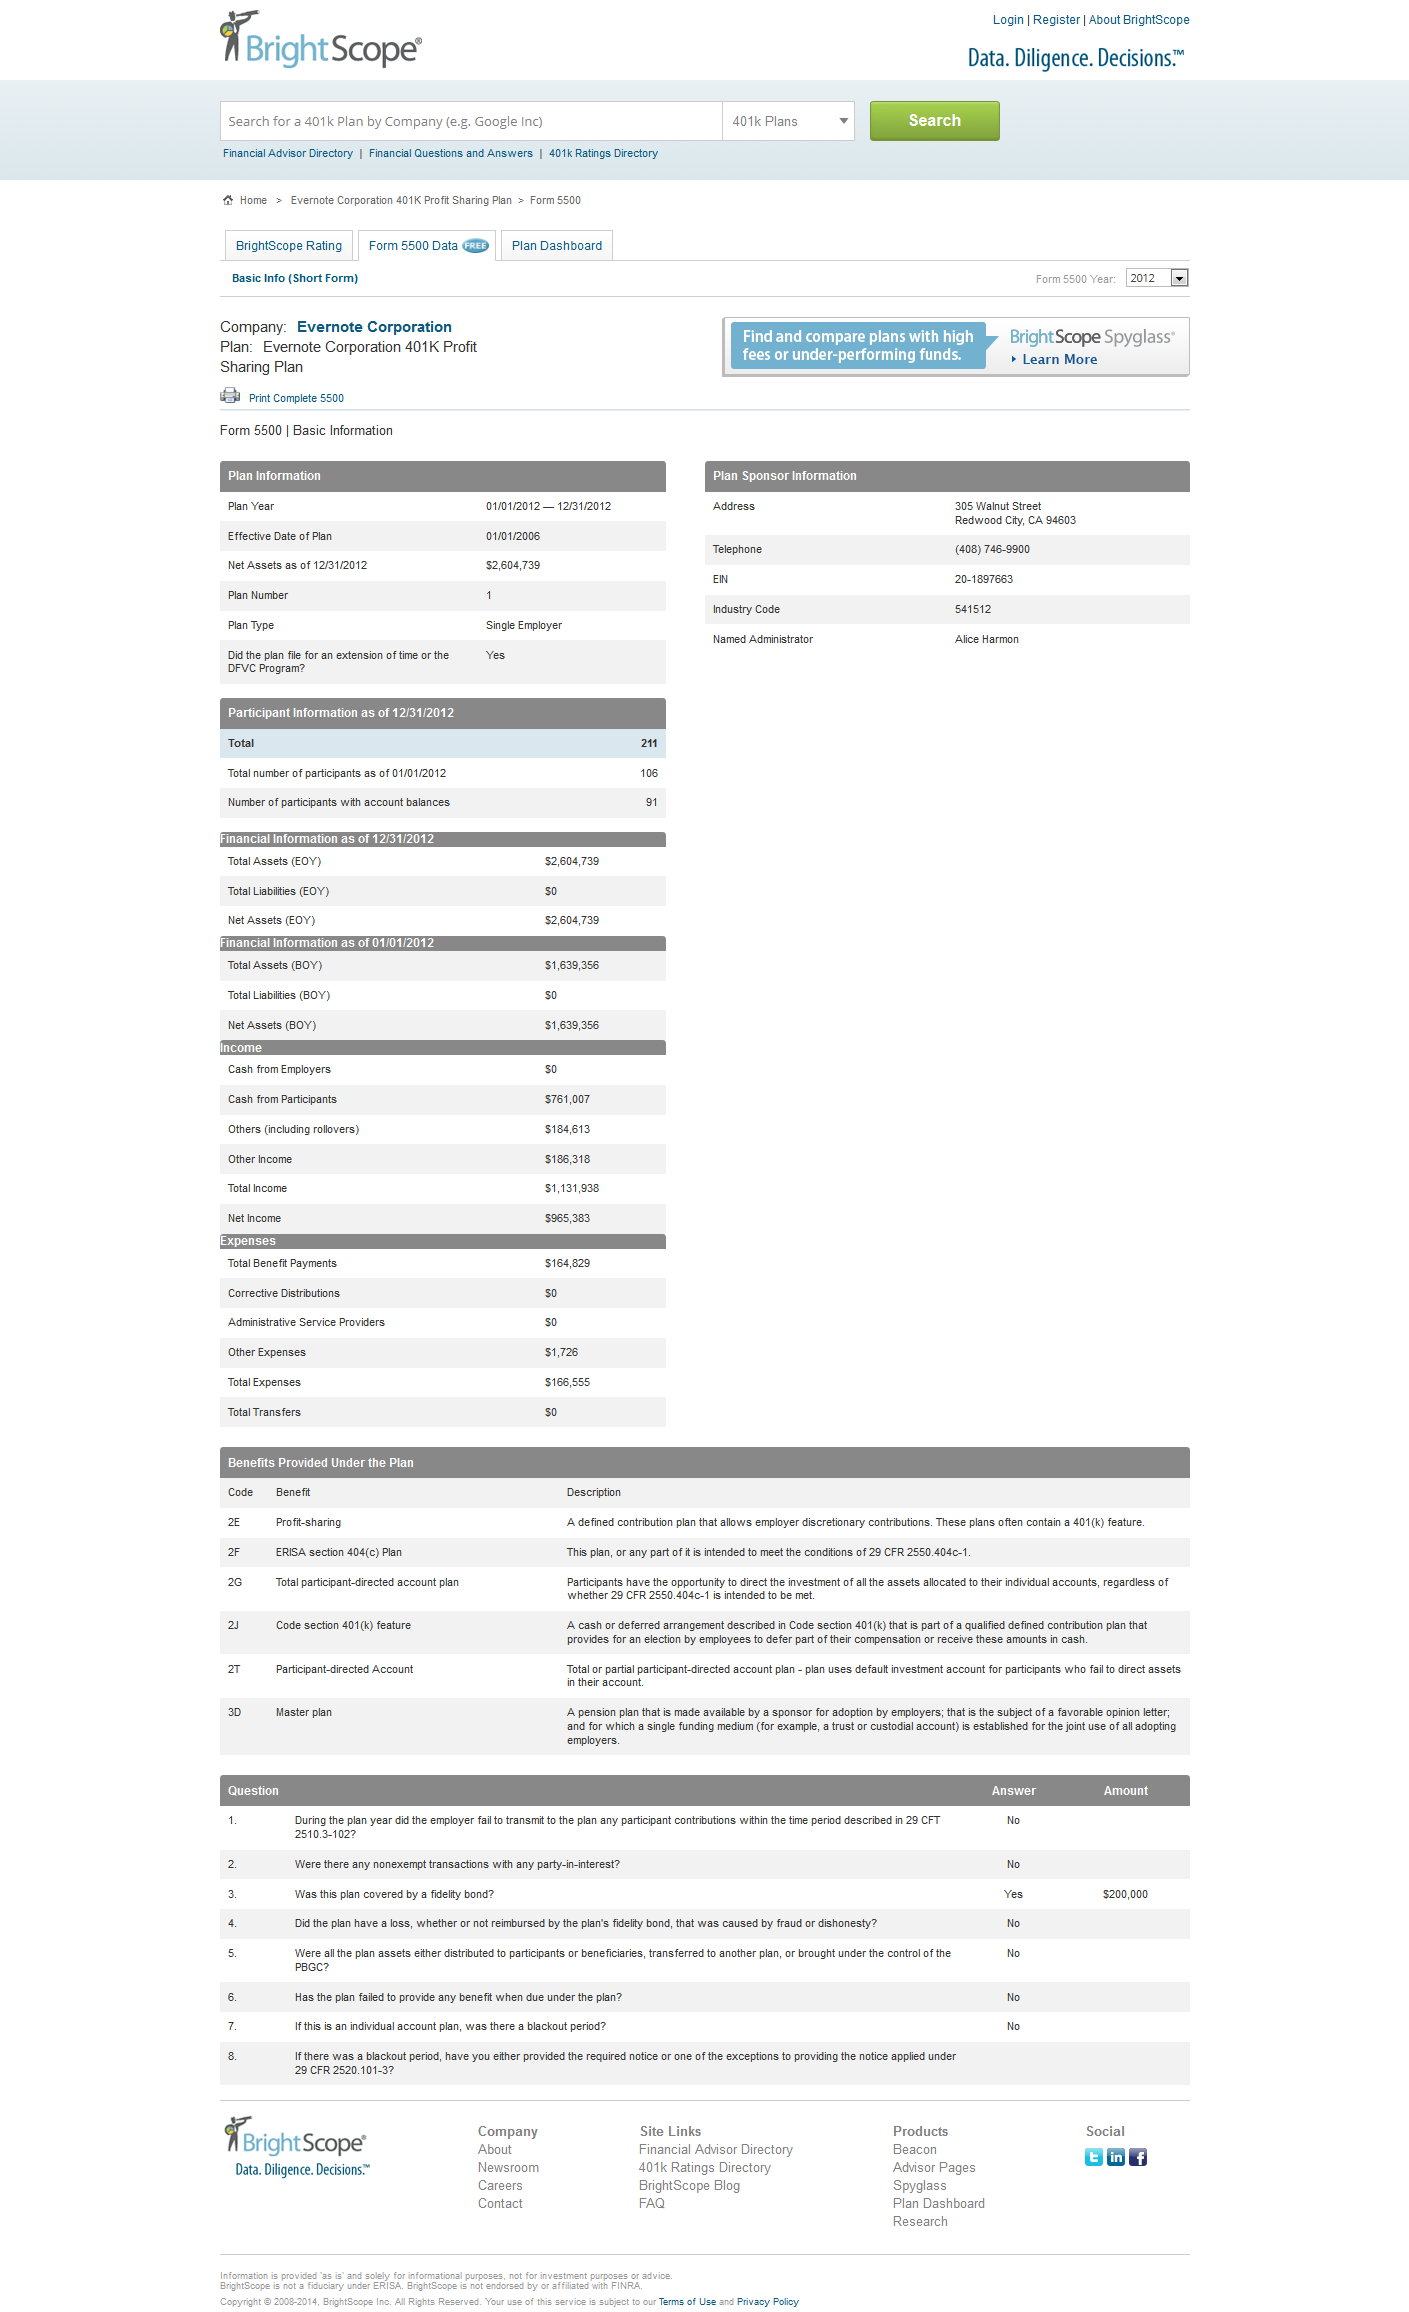 BrightScope®
Login | Register | About BrightScope
Data. Diligence. Decisions.™
Search for a 401k Plan by Company (e.g. Google Inc)
401k Plans
Search
Financial Advisor Directory | Financial Questions and Answers | 401k Ratings Directory
Home > Evernote Corporation 401K Profit Sharing Plan > Form 5500
BrightScope Rating
Form 5500 Data FREE
Plan Dashboard
Basic Info (Short Form)
Form 5500 Year: 2012
Company: Evernote Corporation
Plan: Evernote Corporation 401K Profit
Sharing Plan
Find and compare plans with high
fees or under-performing funds.
BrightScope Spyglass®
Learn More
Print Complete 5500
Form 5500 | Basic Information
Plan Information
Plan Year 01/01/2012 — 12/31/2012
Effective Date of Plan 01/01/2006
Net Assets as of 12/31/2012 $2,604,739
Plan Number 1
Plan Type Single Employer
Did the plan file for an extension of time or the Yes
DFVC Program?
Plan Sponsor Information
Address 305 Walnut Street
Redwood City, CA 94603
Telephone (408) 746-9900
EIN 20-1897663
Industry Code 541512
Named Administrator Alice Harmon
Participant Information as of 12/31/2012
Total 211
Total number of participants as of 01/01/2012 106
Number of participants with account balances 91
Financial Information as of 12/31/2012
Total Assets (EOY) $2,604,739
Total Liabilities (EOY) $0
Net Assets (EOY) $2,604,739
Financial Information as of 01/01/2012
Total Assets (BOY) $1,639,356
Total Liabilities (BOY) $0
Net Assets (BOY) $1,639,356
Income
Cash from Employers $0
Cash from Participants $761,007
Others (including rollovers) $184,613
Other Income $186,318
Total Income $1,131,938
Net Income $965,383
Expenses
Total Benefit Payments $164,829
Corrective Distributions $0
Administrative Service Providers $0
Other Expenses $1,726
Total Expenses $166,555
Total Transfers $0
Benefits Provided Under the Plan
Code Benefit Description
2E Profit-sharing A defined contribution plan that allows employer discretionary contributions. These plans often contain a 401(k) feature.
2F ERISA section 404(c) Plan This plan, or any part of it is intended to meet the conditions of 29 CFR 2550.404c-1.
2G Total participant-directed account plan Participants have the opportunity to direct the investment of all the assets allocated to their individual accounts, regardless of
whether 29 CFR 2550.404c-1 is intended to be met.
2J Code section 401(k) feature A cash or deferred arrangement described in Code section 401(k) that is part of a qualified defined contribution plan that
provides for an election by employees to defer part of their compensation or receive these amounts in cash.
2T Participant-directed Account Total or partial participant-directed account plan - plan uses default investment account for participants who fail to direct assets
in their account.
3D Master plan A pension plan that is made available by a sponsor for adoption by employers; that is the subject of a favorable opinion letter;
and for which a single funding medium (for example, a trust or custodial account) is established for the joint use of all adopting
employers.
Question Answer Amount
1. During the plan year did the employer fail to transmit to the plan any participant contributions within the time period described in 29 CFT No
2510.3-102?
2. Were there any nonexempt transactions with any party-in-interest? No
3. Was this plan covered by a fidelity bond? Yes $200,000
4. Did the plan have a loss, whether or not reimbursed by the plan's fidelity bond, that was caused by fraud or dishonesty? No
5. Were all the plan assets either distributed to participants or beneficiaries, transferred to another plan, or brought under the control of the No
PBGC?
6. Has the plan failed to provide any benefit when due under the plan? No
7. If this is an individual account plan, was there a blackout period? No
8. If there was a blackout period, have you either provided the required notice or one of the exceptions to providing the notice applied under
29 CFR 2520.101-3?
BrightScope®
Data. Diligence. Decisions.™
Company
About
Newsroom
Careers
Contact
Site Links
Financial Advisor Directory
401k Ratings Directory
BrightScope Blog
FAQ
Products
Beacon
Advisor Pages
Spyglass
Plan Dashboard
Research
Social
Information is provided 'as is' and solely for informational purposes, not for investment purposes or advice.
BrightScope is not a fiduciary under ERISA. BrightScope is not endorsed by or affiliated with FINRA.
Copyright © 2008-2014, BrightScope Inc. All Rights Reserved. Your use of this service is subject to our Terms of Use and Privacy Policy